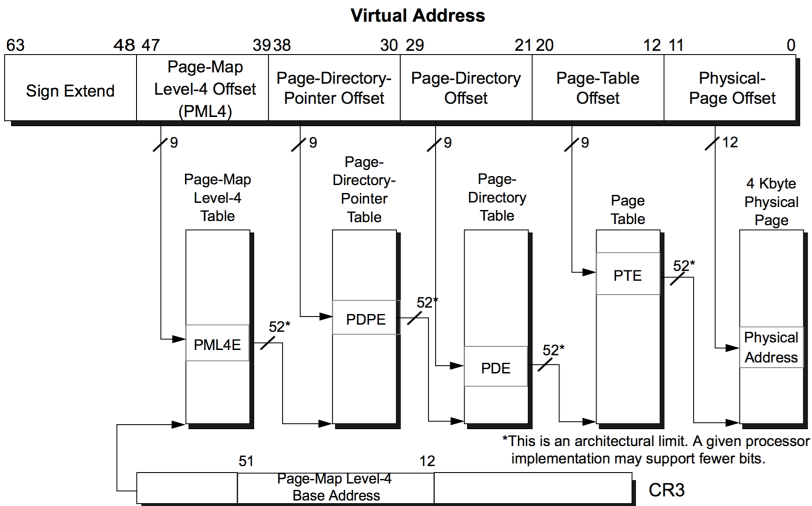 Virtual Address
63 48 47 39 38 30 29 21 20 12 11 0
Sign Extend
Page-Map
Level-4 Offset
(PML4)
Page-Directory-
Pointer Offset
Page-Directory
Offset
Page-Table
Offset
Physical-
Page Offset
9 9 9 9 12
Page-Map
Level-4
Table
Page-
Directory-
Pointer
Table
Page-
Directory
Table
Page
Table
4 Kbyte
Physical
Page
PML4E
52*
PDPE
52*
PDE
52*
PTE
52*
Physical
Address
*This is an architectural limit. A given processor
implementation may support fewer bits.
51 12
Page-Map Level-4
Base Address
CR3